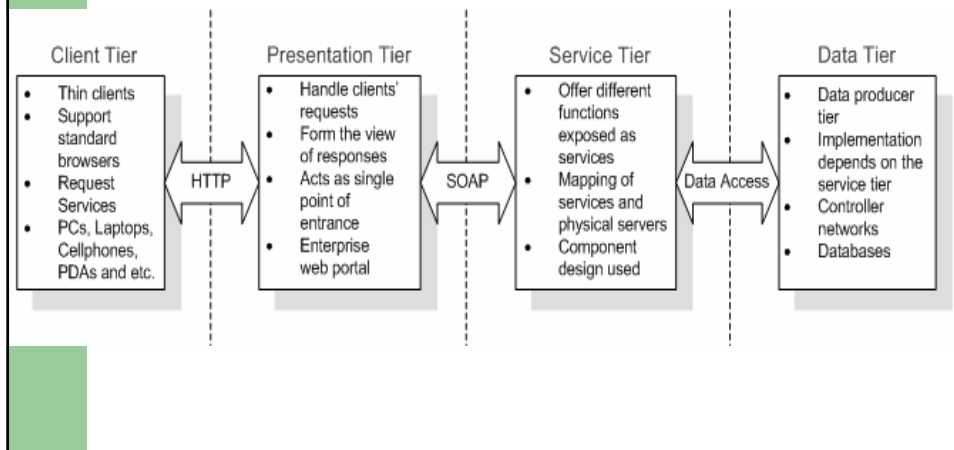 Client Tier
• Thin clients
• Support
standard
browsers
• Request
Services
• PCs, Laptops,
Cellphones,
PDAs and etc.
HTTP
Presentation Tier
• Handle clients'
requests
• Form the view
of responses
• Acts as single
point of
entrance
• Enterprise
web portal
SOAP
Service Tier
• Offer different
functions
exposed as
services
• Mapping of
services and
physical servers
• Component
design used
Data Access
Data Tier
• Data producer
tier
• Implementation
depends on the
service tier
• Controller
networks
• Databases